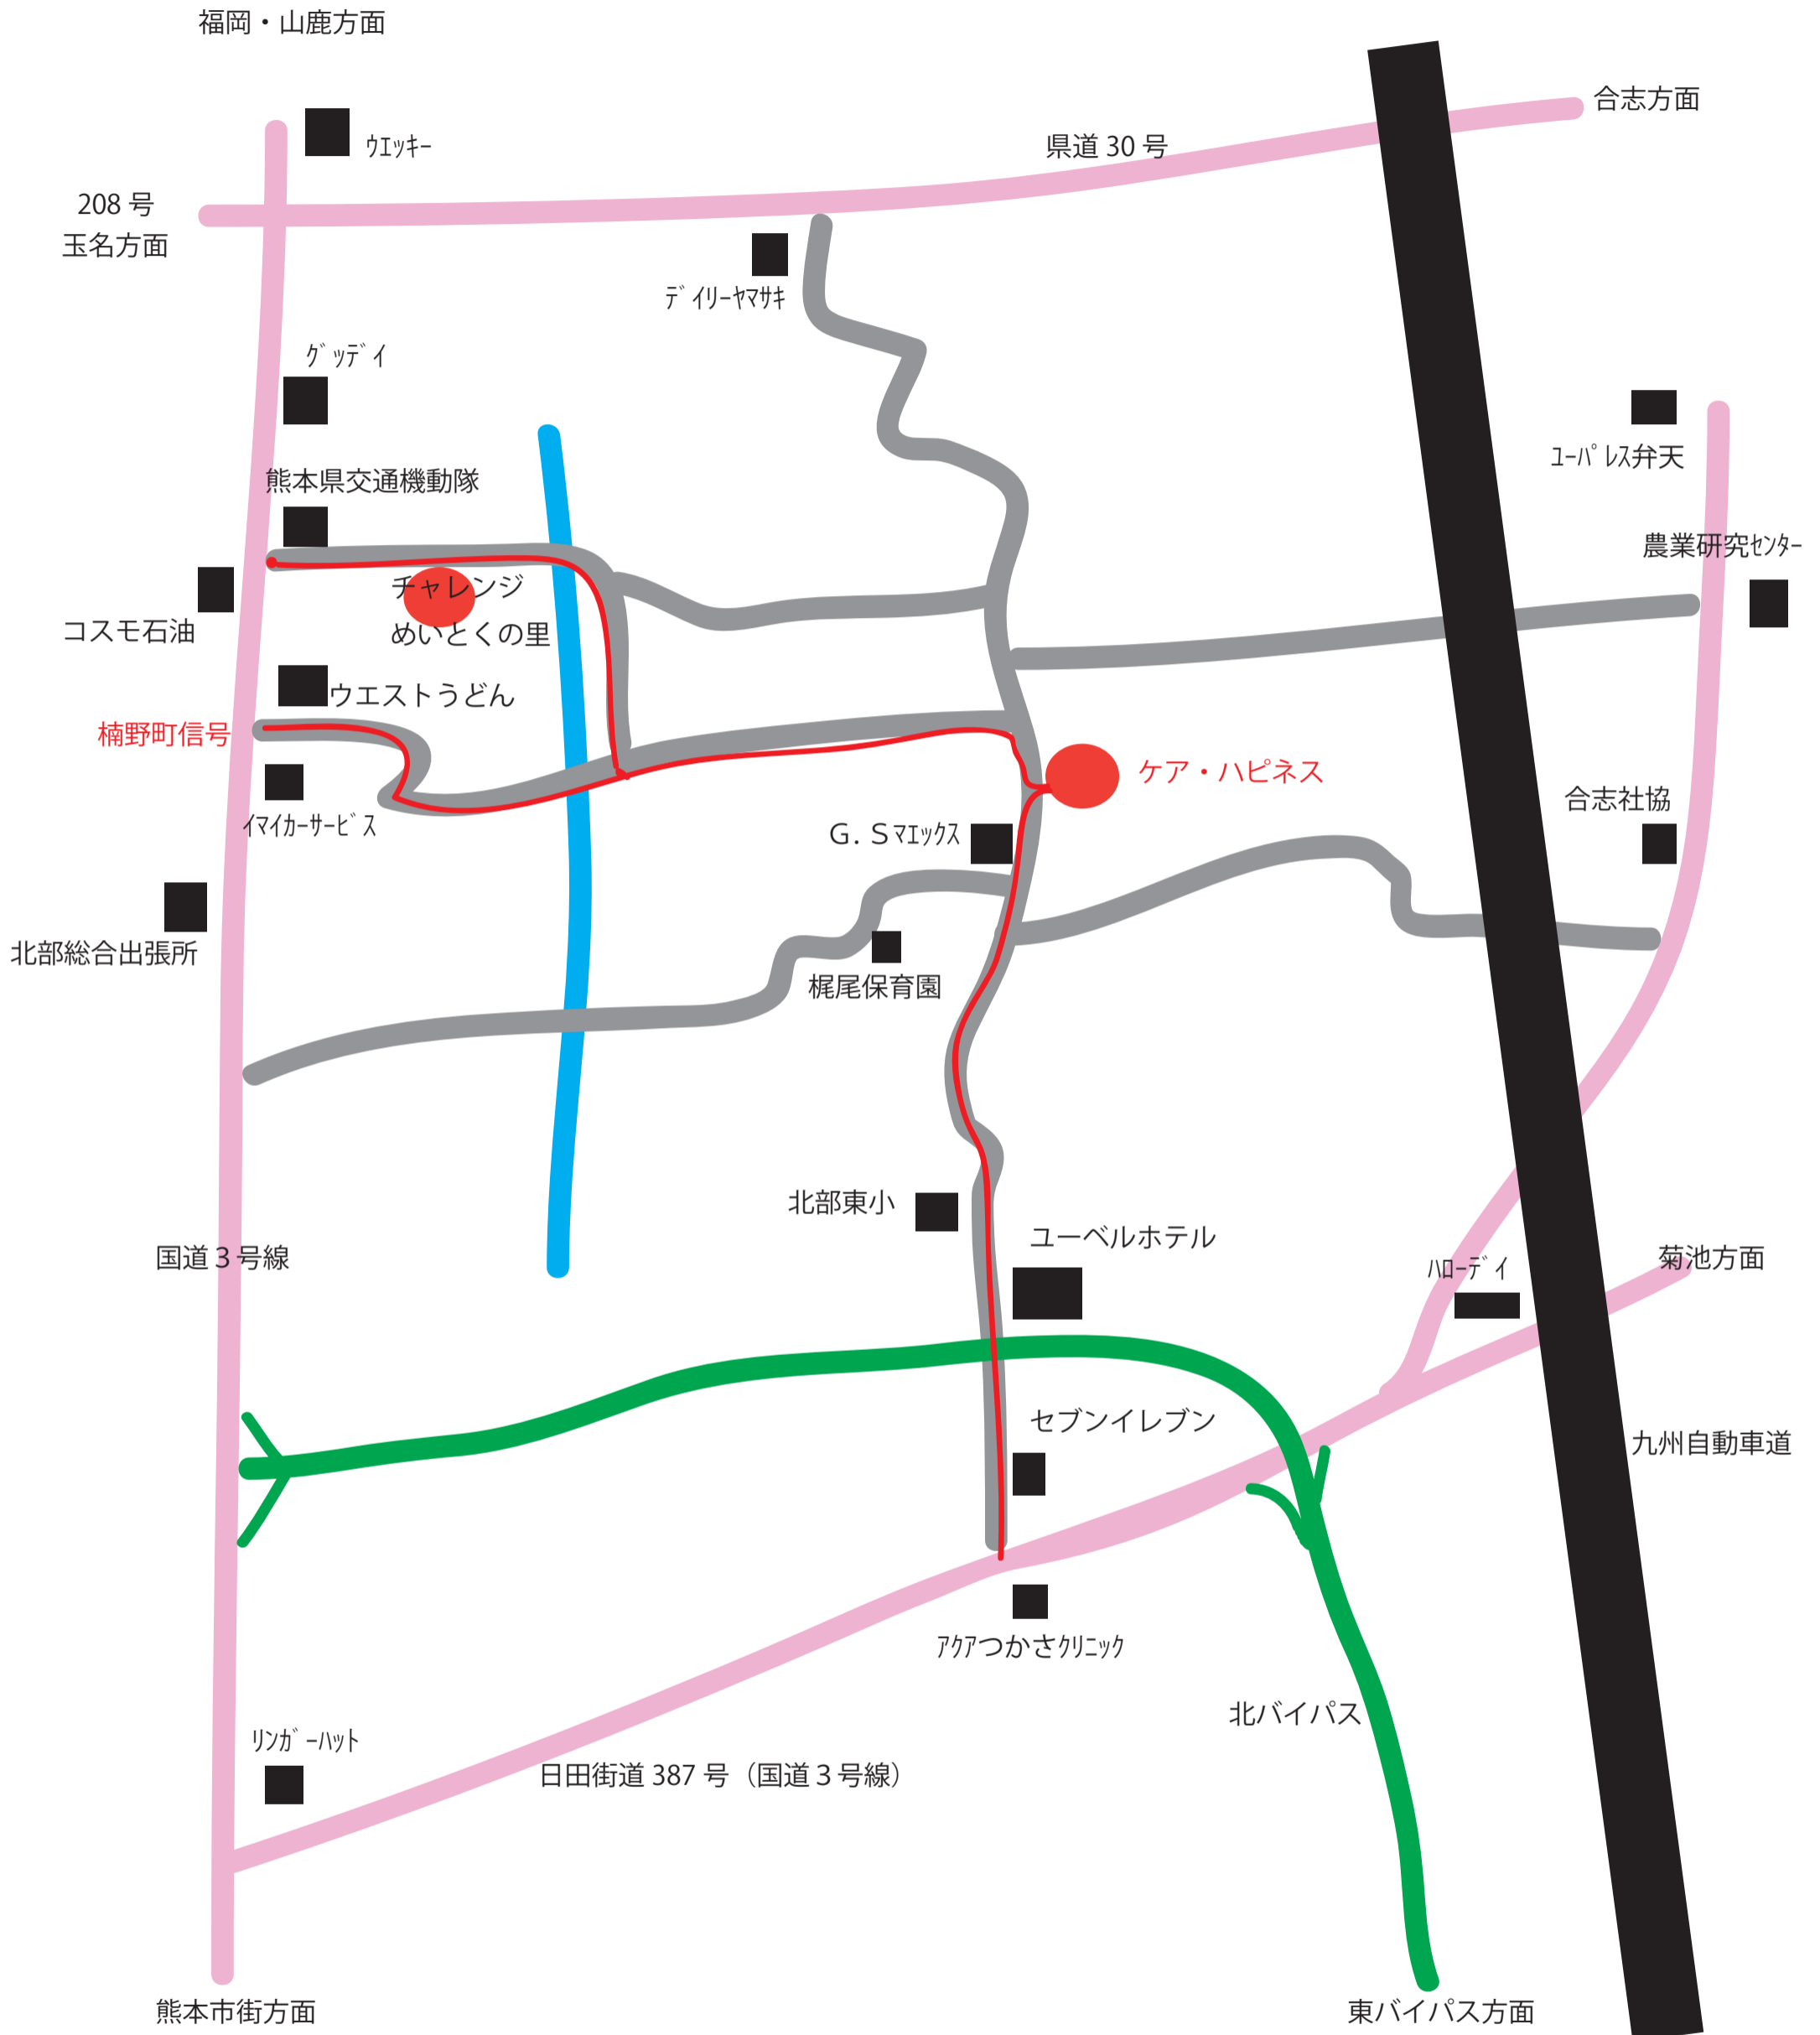 福岡・山鹿方面
合志方面
ｳｴｯｷｰ
県道 30 号
208 号
玉名方面
ﾃﾞｲﾘｰﾔﾏｻｷ
ｸﾞｯﾃﾞｲ
ﾕｰﾊﾟﾚｽ弁天
熊本県交通機動隊
農業研究ｾﾝﾀｰ
チャレンジ
めいとくの里
コスモ石油
ウエストうどん
楠野町信号
ケア・ハピネス
合志社協
ｲﾏｲｶｰｻｰﾋﾞｽ
Ｇ．Ｓﾏｴｯｸｽ
北部総合出張所
梶尾保育園
北部東小
ユーベルホテル
国道３号線
ﾊﾛｰﾃﾞｲ
菊池方面
セブンイレブン
九州自動車道
ｱｸｱつかさｸﾘﾆｯｸ
北バイパス
ﾘﾝｶﾞｰﾊｯﾄ
日田街道 387 号（国道３号線）
熊本市街方面
東バイパス方面